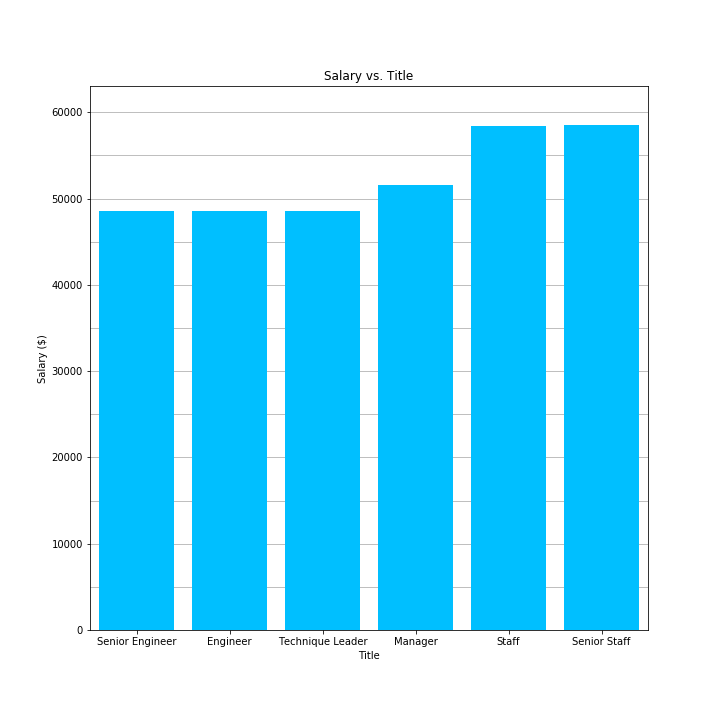 Salary vs. Title
60000
50000
40000
30000
20000
10000
0
Salary ($)
Senior Engineer Engineer Technique Leader Manager Staff Senior Staff
Title